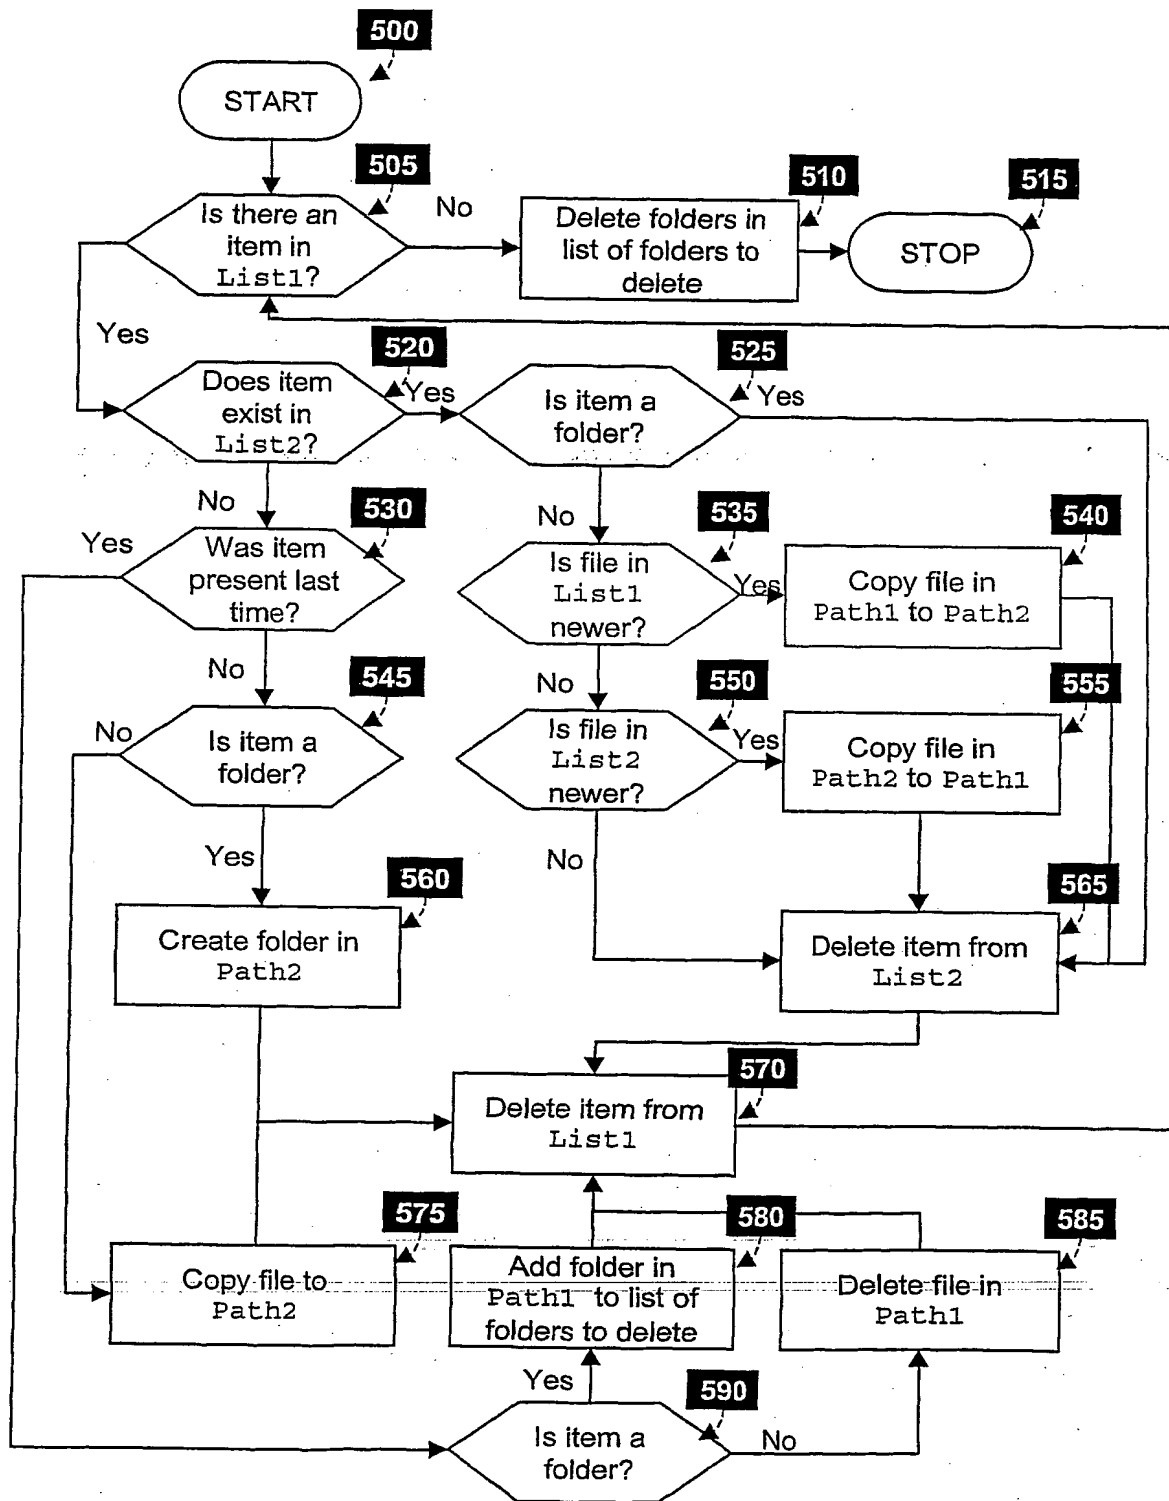 500
START
505
Is there an
item in
List1?
No
510
Delete folders in
list of folders to
delete
515
STOP
Yes
520
Does item
exist in
List2?
Yes
525
Is item a
folder?
Yes
No
530
Was item
present last
time?
Yes
No
535
Is file in
List1
newer?
Yes
540
Copy file in
Path1 to Path2
No
545
Is item a
folder?
No
No
550
Is file in
List2
newer?
Yes
555
Copy file in
Path2 to Path1
Yes
560
Create folder in
Path2
No
565
Delete item from
List2
570
Delete item from
List1
575
Copy file to
Path2
580
Add folder in
Path1 to list of
folders to delete
585
Delete file in
Path1
Yes
590
Is item a
folder?
No